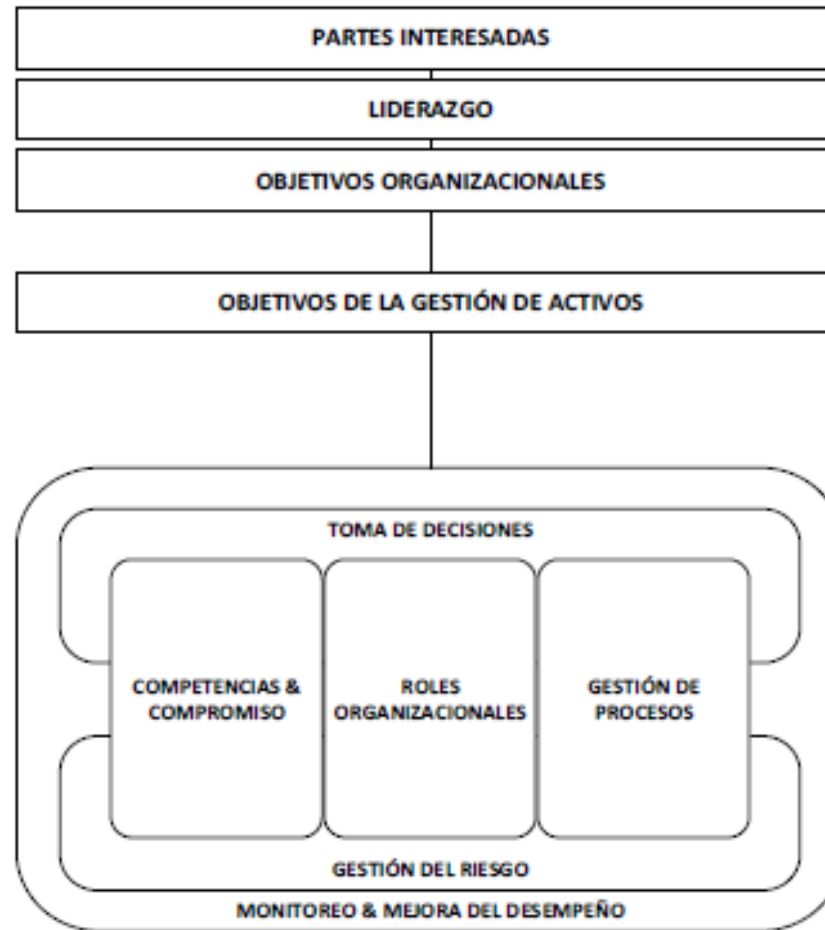 PARTES INTERESADAS
LIDERAZGO
OBJETIVOS ORGANIZACIONALES
OBJETIVOS DE LA GESTIÓN DE ACTIVOS
TOMA DE DECISIONES
COMPETENCIAS &
COMPROMISO
ROLES
ORGANIZACIONALES
GESTIÓN DE
PROCESOS
GESTIÓN DEL RIESGO
MONITOREO & MEJORA DEL DESEMPEÑO